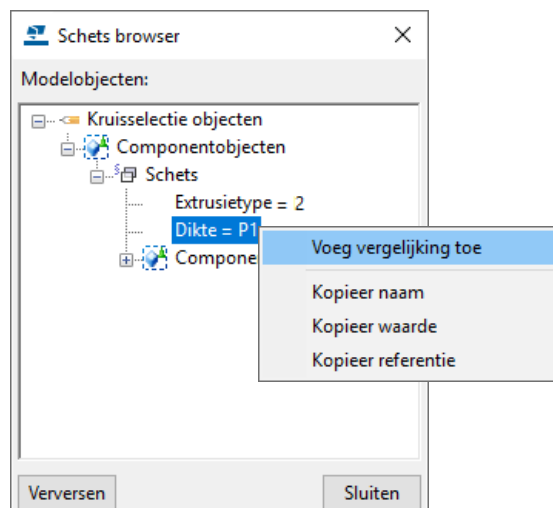 Schets browser
Modelobjecten:
Kruisselectie objecten
Componentobjecten
Schets
Extrusietype = 2
Dikte = P1
Voeg vergelijking toe
Compone
Kopieer naam
Kopieer waarde
Kopieer referentie
Verversen
Sluiten